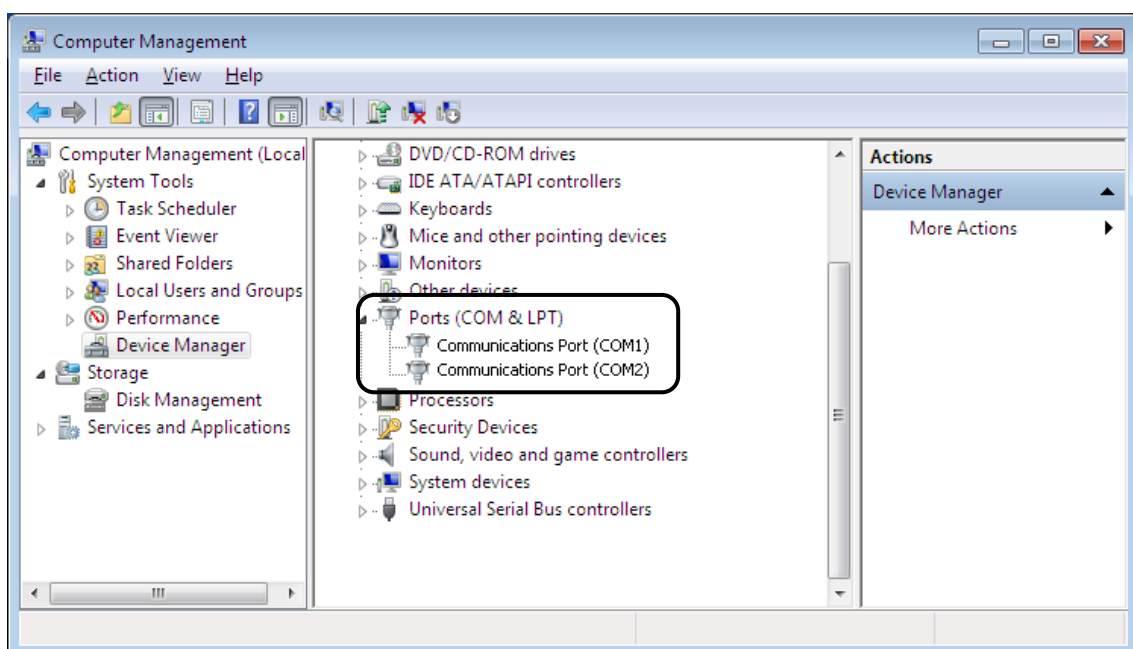 Computer Management
File Action View Help
Computer Management (Local
System Tools
Task Scheduler
Event Viewer
Shared Folders
Local Users and Groups
Performance
Device Manager
Storage
Disk Management
Services and Applications
DVD/CD-ROM drives
IDE ATA/ATAPI controllers
Keyboards
Mice and other pointing devices
Monitors
Other devices
Ports (COM & LPT)
Communications Port (COM1)
Communications Port (COM2)
Processors
Security Devices
Sound, video and game controllers
System devices
Universal Serial Bus controllers
Actions
Device Manager
More Actions